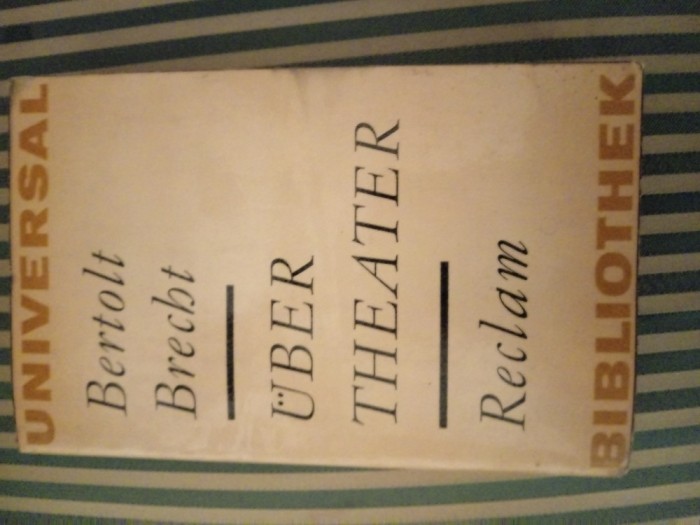 UNIVERSAL
Bertolt
Brecht
ÜBER
THEATER
Reclam
BIBLIOTHEK